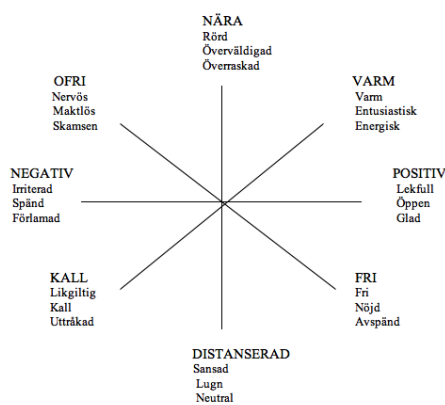 NÄRA
Rörd
Överväldigad
Överraskad
OFRI
Nervös
Maktlös
Skamsen
VARM
Varm
Entusiastisk
Energisk
NEGATIV
Irriterad
Spänd
Förlamad
POSITIV
Lekfull
Öppen
Glad
KALL
Likgiltig
Kall
Uttråkad
FRI
Fri
Nöjd
Avspänd
DISTANSERAD
Sansad
Lugn
Neutral